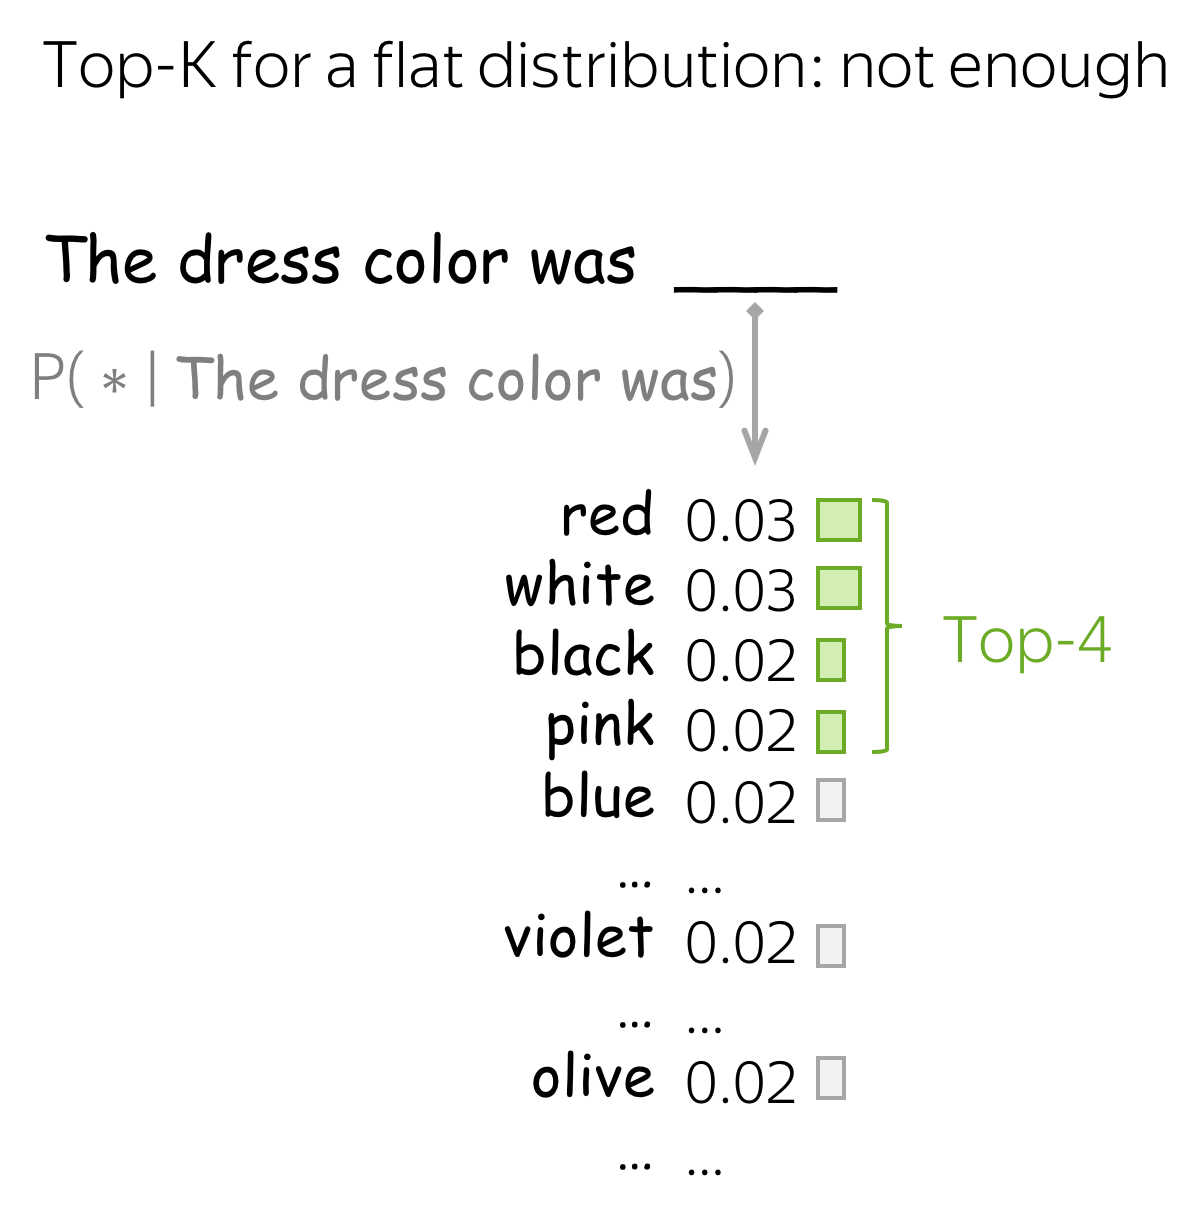 Top-K for a flat distribution: not enough
The dress color was ____
P( * | The dress color was)
red 0.03
white 0.03
black 0.02
pink 0.02
Top-4
blue 0.02
... ...
violet 0.02
... ...
olive 0.02
... ...